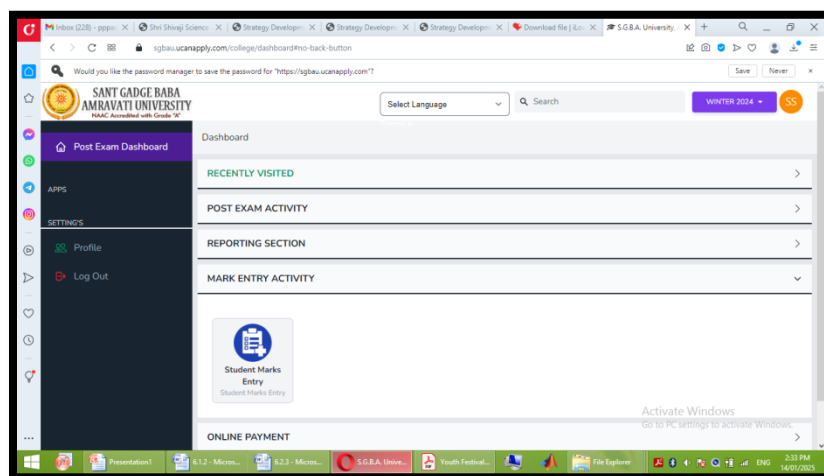 Inbox (228) - pppa
Shri Shivaji Science
Strategy Developm
Strategy Developm
Strategy Developm
Download file | iLov
S.G.B.A. University,
sgbau.ucanapply.com/college/dashboard#no-back-button
Would you like the password manager to save the password for "https://sgbau.ucanapply.com"?
Save
Never
SANT GADGE BABA
AMRAVATI UNIVERSITY
NAAC Accredited with Grade "A"
Select Language
Search
WINTER 2024
SS
Post Exam Dashboard
APPS
SETTING'S
Profile
Log Out
Dashboard
RECENTLY VISITED
POST EXAM ACTIVITY
REPORTING SECTION
MARK ENTRY ACTIVITY
Student Marks
Entry
Student Marks Entry
ONLINE PAYMENT
Activate Windows
Go to PC settings to activate Windows.
Presentation1
6.1.2 - Micros...
6.2.3 - Micros...
S.G.B.A. Unive...
Youth Festival...
File Explorer
ENG
2:33 PM
14/01/2025